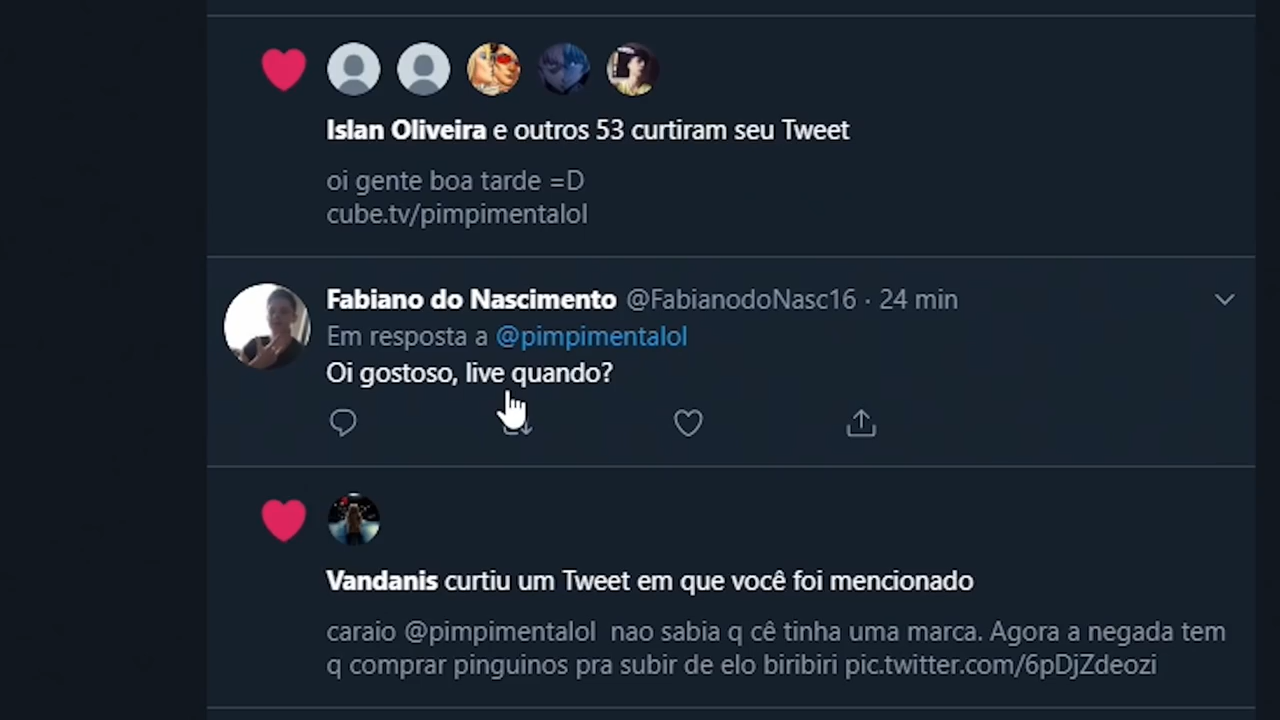 Islan Oliveira e outros 53 curtiram seu Tweet
oi gente boa tarde =D
cube.tv/pimpimentalol
Fabiano do Nascimento @FabianodoNasc16 · 24 min
Em resposta a @pimpimentalol
Oi gostoso, live quando?
Vandanis curtiu um Tweet em que você foi mencionado
caraio @pimpimentalol nao sabia q cê tinha uma marca. Agora a negada tem
q comprar pinguinos pra subir de elo biribiri pic.twitter.com/6pDjZdeozi